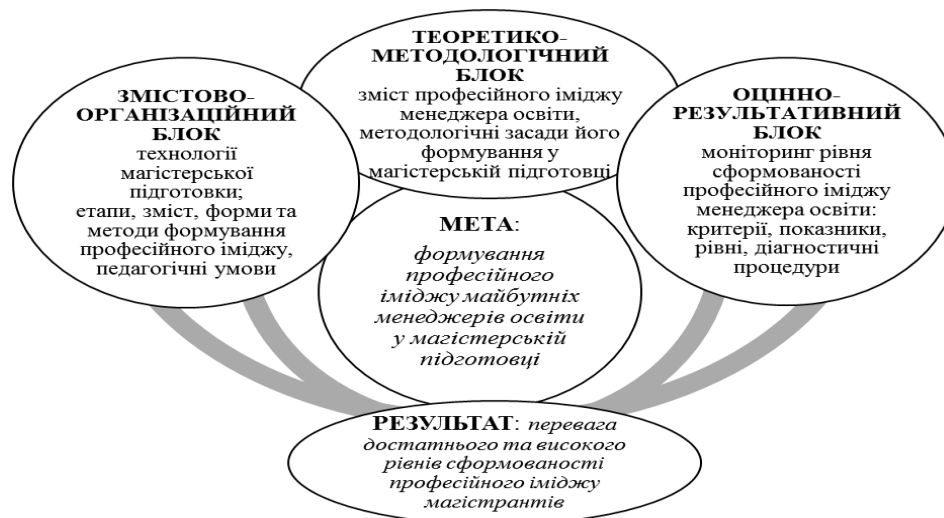 ТЕОРЕТИКО-
МЕТОДОЛОГІЧНИЙ
БЛОК
зміст професійного іміджу
менеджера освіти,
методологічні засади його
формування у
магістерській підготовці
ЗМІСТОВО-
ОРГАНІЗАЦІЙНИЙ
БЛОК
технології
магістерської
підготовки;
етапи, зміст, форми та
методи формування
професійного іміджу,
педагогічні умови
ОЦІННО-
РЕЗУЛЬТАТИВНИЙ
БЛОК
моніторинг рівня
сформованості
професійного іміджу
менеджера освіти:
критерії, показники,
рівні, діагностичні
процедури
МЕТА:
формування
професійного
іміджу майбутніх
менеджерів освіти
у магістерській
підготовці
РЕЗУЛЬТАТ: перевага
достатнього та високого
рівнів сформованості
професійного іміджу
магістрантів